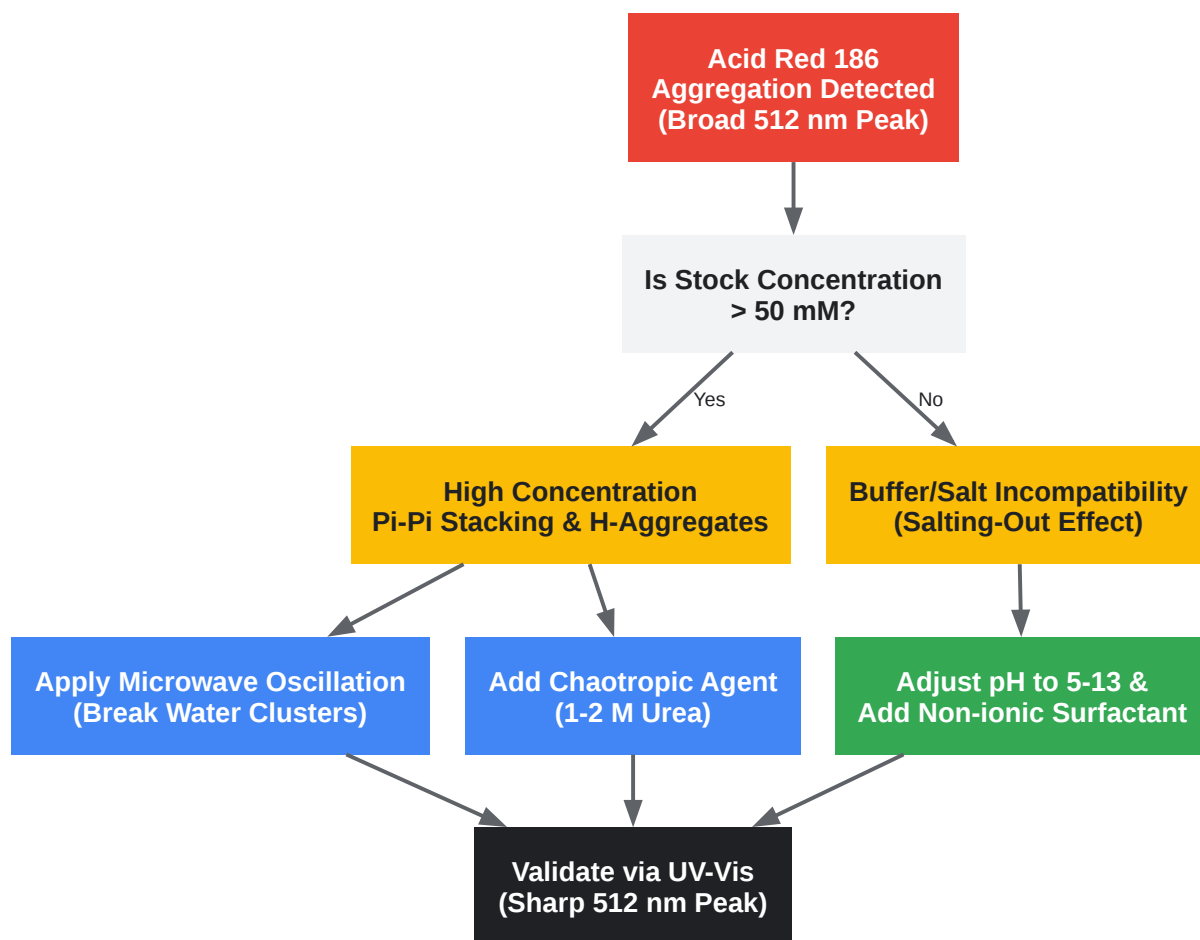 Acid Red 186
Aggregation Detected
(Broad 512 nm Peak)
Is Stock Concentration
> 50 mM?
Yes
No
High Concentration
Pi-Pi Stacking & H-Aggregates
Buffer/Salt Incompatibility
(Salting-Out Effect)
Apply Microwave Oscillation
(Break Water Clusters)
Add Chaotropic Agent
(1-2 M Urea)
Adjust pH to 5-13 &
Add Non-ionic Surfactant
Validate via UV-Vis
(Sharp 512 nm Peak)